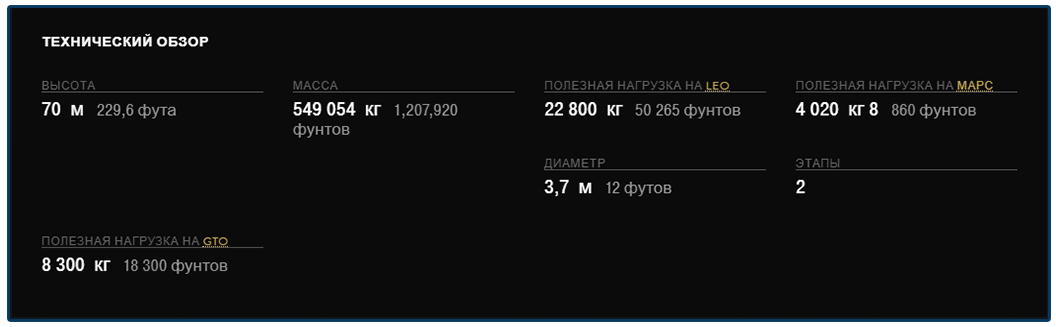 ТЕХНИЧЕСКИЙ ОБЗОР
ВЫСОТА
70 м 229,6 фута
МАССА
549 054 кг 1,207,920
фунтов
ПОЛЕЗНАЯ НАГРУЗКА НА LEO
22 800 кг 50 265 фунтов
ПОЛЕЗНАЯ НАГРУЗКА НА МАРС
4 020 кг 8 860 фунтов
ДИАМЕТР
3,7 м 12 футов
ЭТАПЫ
2
ПОЛЕЗНАЯ НАГРУЗКА НА GTO
8 300 кг 18 300 фунтов